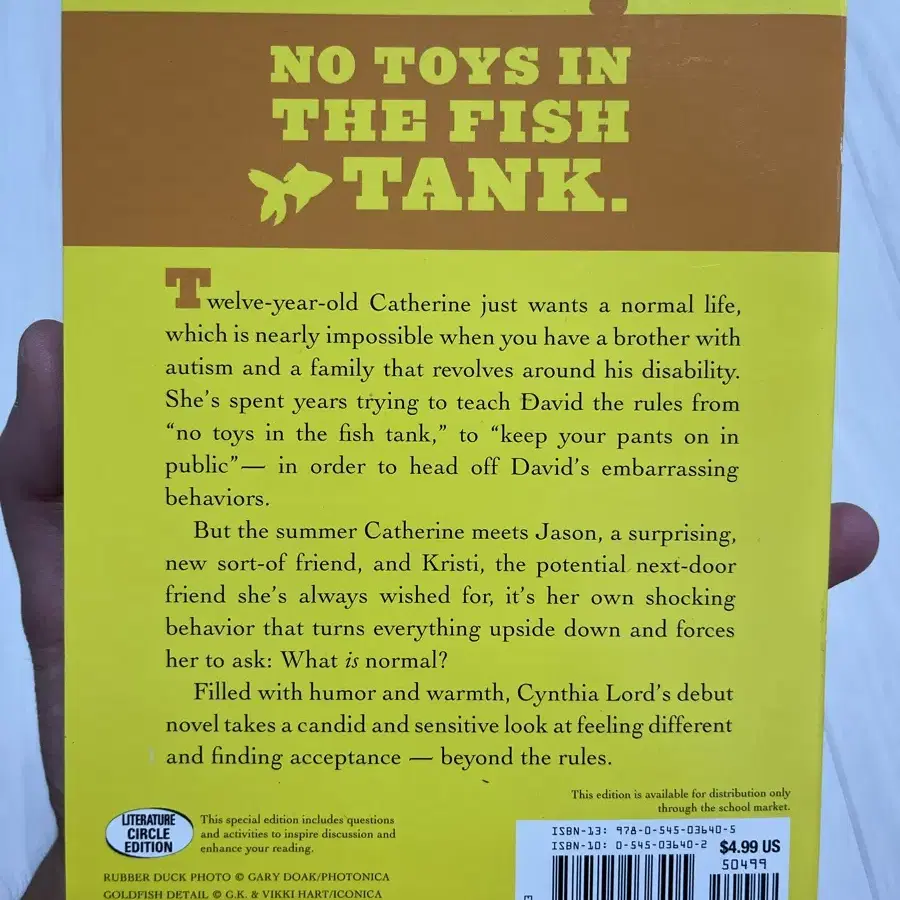 NO TOYS IN
THE FISH
TANK.
Twelve-year-old Catherine just wants a normal life,
which is nearly impossible when you have a brother with
autism and a family that revolves around his disability.
She's spent years trying to teach David the rules from
“no toys in the fish tank,” to “keep your pants on in
public”— in order to head off David's embarrassing
behaviors.
But the summer Catherine meets Jason, a surprising,
new sort-of friend, and Kristi, the potential next-door
friend she's always wished for, it's her own shocking
behavior that turns everything upside down and forces
her to ask: What is normal?
Filled with humor and warmth, Cynthia Lord's debut
novel takes a candid and sensitive look at feeling different
and finding acceptance — beyond the rules.
This edition is available for distribution only
through the school market.
LITERATURE
CIRCLE
EDITION
This special edition includes questions
and activities to inspire discussion and
enhance your reading.
RUBBER DUCK PHOTO © GARY DOAK/PHOTONICA
GOLDFISH DETAIL © G.K. & VIKKI HART/ICONICA
ISBN-13: 978-0-545-03640-5
ISBN-10: 0-545-03640-2
$4.99 US
50499